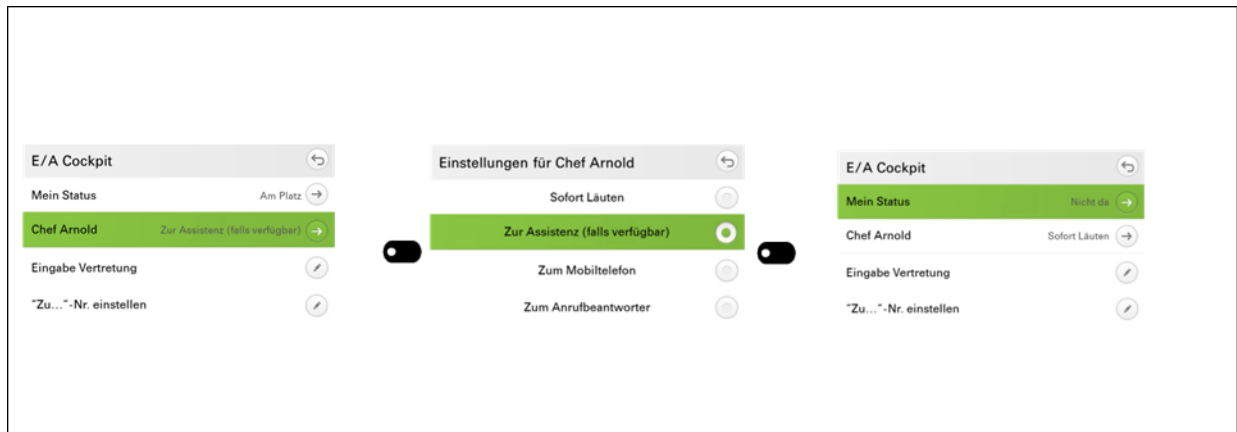 E/A Cockpit
Mein Status Am Platz
Chef Arnold Zur Assistenz (falls verfügbar)
Eingabe Vertretung
"Zu..."-Nr. einstellen
Einstellungen für Chef Arnold
Sofort Läuten
Zur Assistenz (falls verfügbar)
Zum Mobiltelefon
Zum Anrufbeantworter
E/A Cockpit
Mein Status Nicht da
Chef Arnold Sofort Läuten
Eingabe Vertretung
"Zu..."-Nr. einstellen